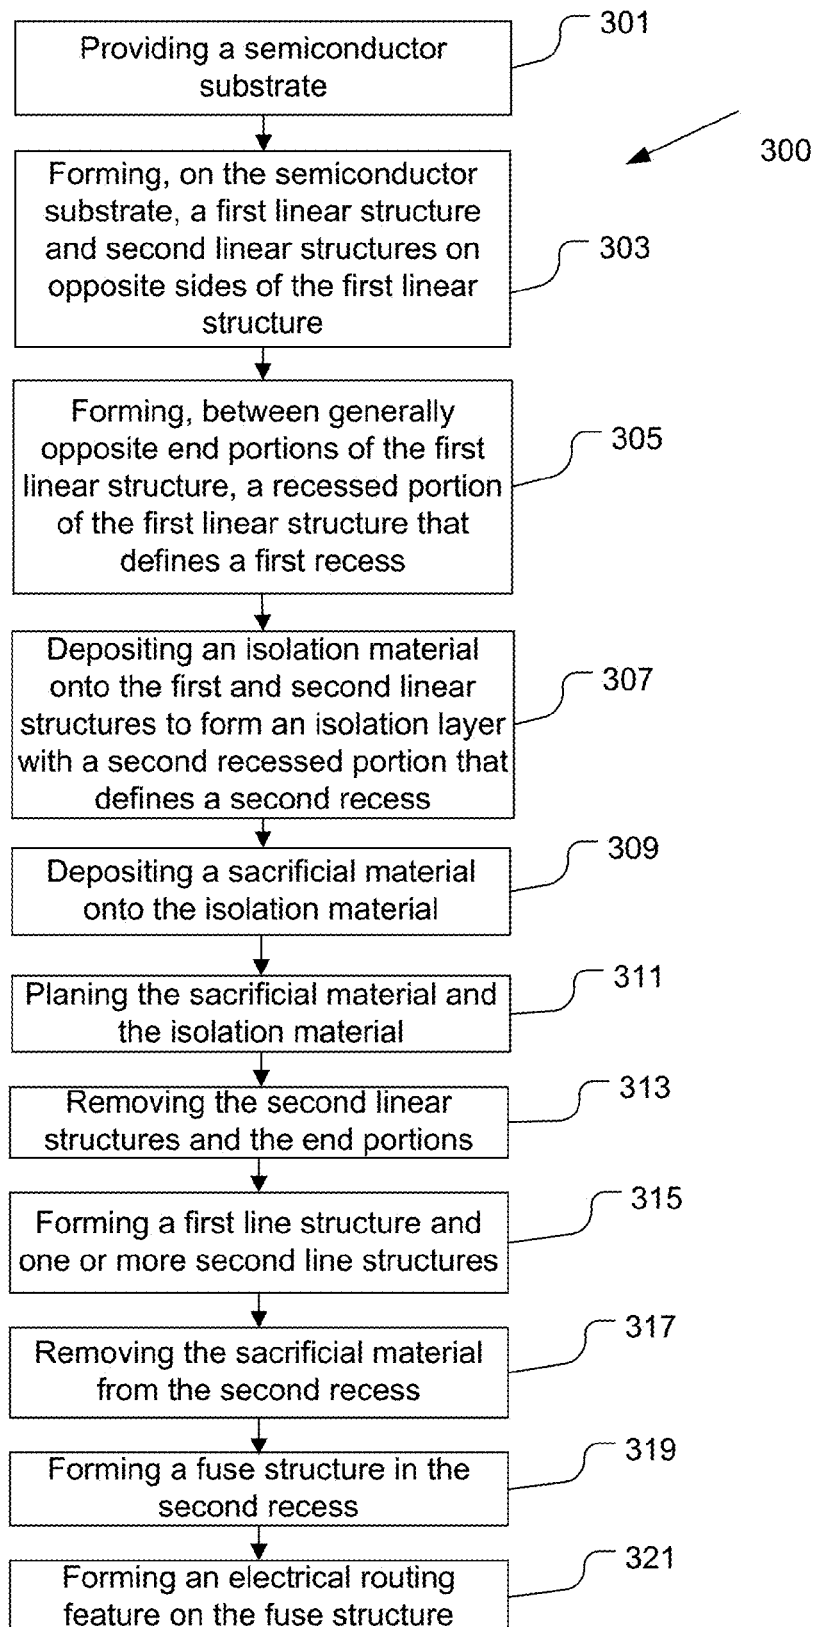 301
Providing a semiconductor
substrate
300
Forming, on the semiconductor
substrate, a first linear structure
and second linear structures on
opposite sides of the first linear
structure
303
Forming, between generally
opposite end portions of the first
linear structure, a recessed portion
of the first linear structure that
defines a first recess
305
Depositing an isolation material
onto the first and second linear
structures to form an isolation layer
with a second recessed portion that
defines a second recess
307
Depositing a sacrificial material
onto the isolation material
309
Planing the sacrificial material and
the isolation material
311
Removing the second linear
structures and the end portions
313
Forming a first line structure and
one or more second line structures
315
Removing the sacrificial material
from the second recess
317
Forming a fuse structure in the
second recess
319
Forming an electrical routing
feature on the fuse structure
321